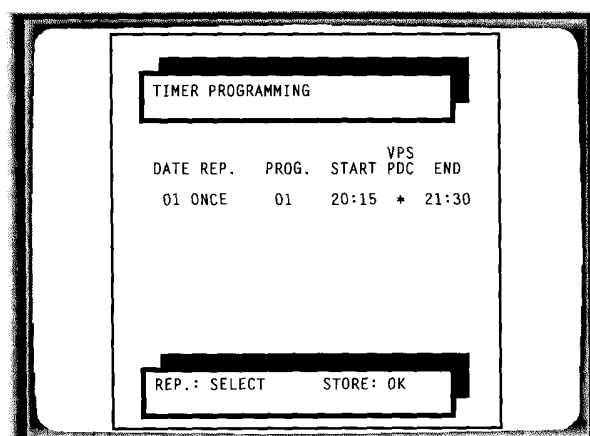 TIMER PROGRAMMING
VPS
DATE REP. PROG. START PDC END
01 ONCE 01 20:15 * 21:30
REP.: SELECT STORE: OK